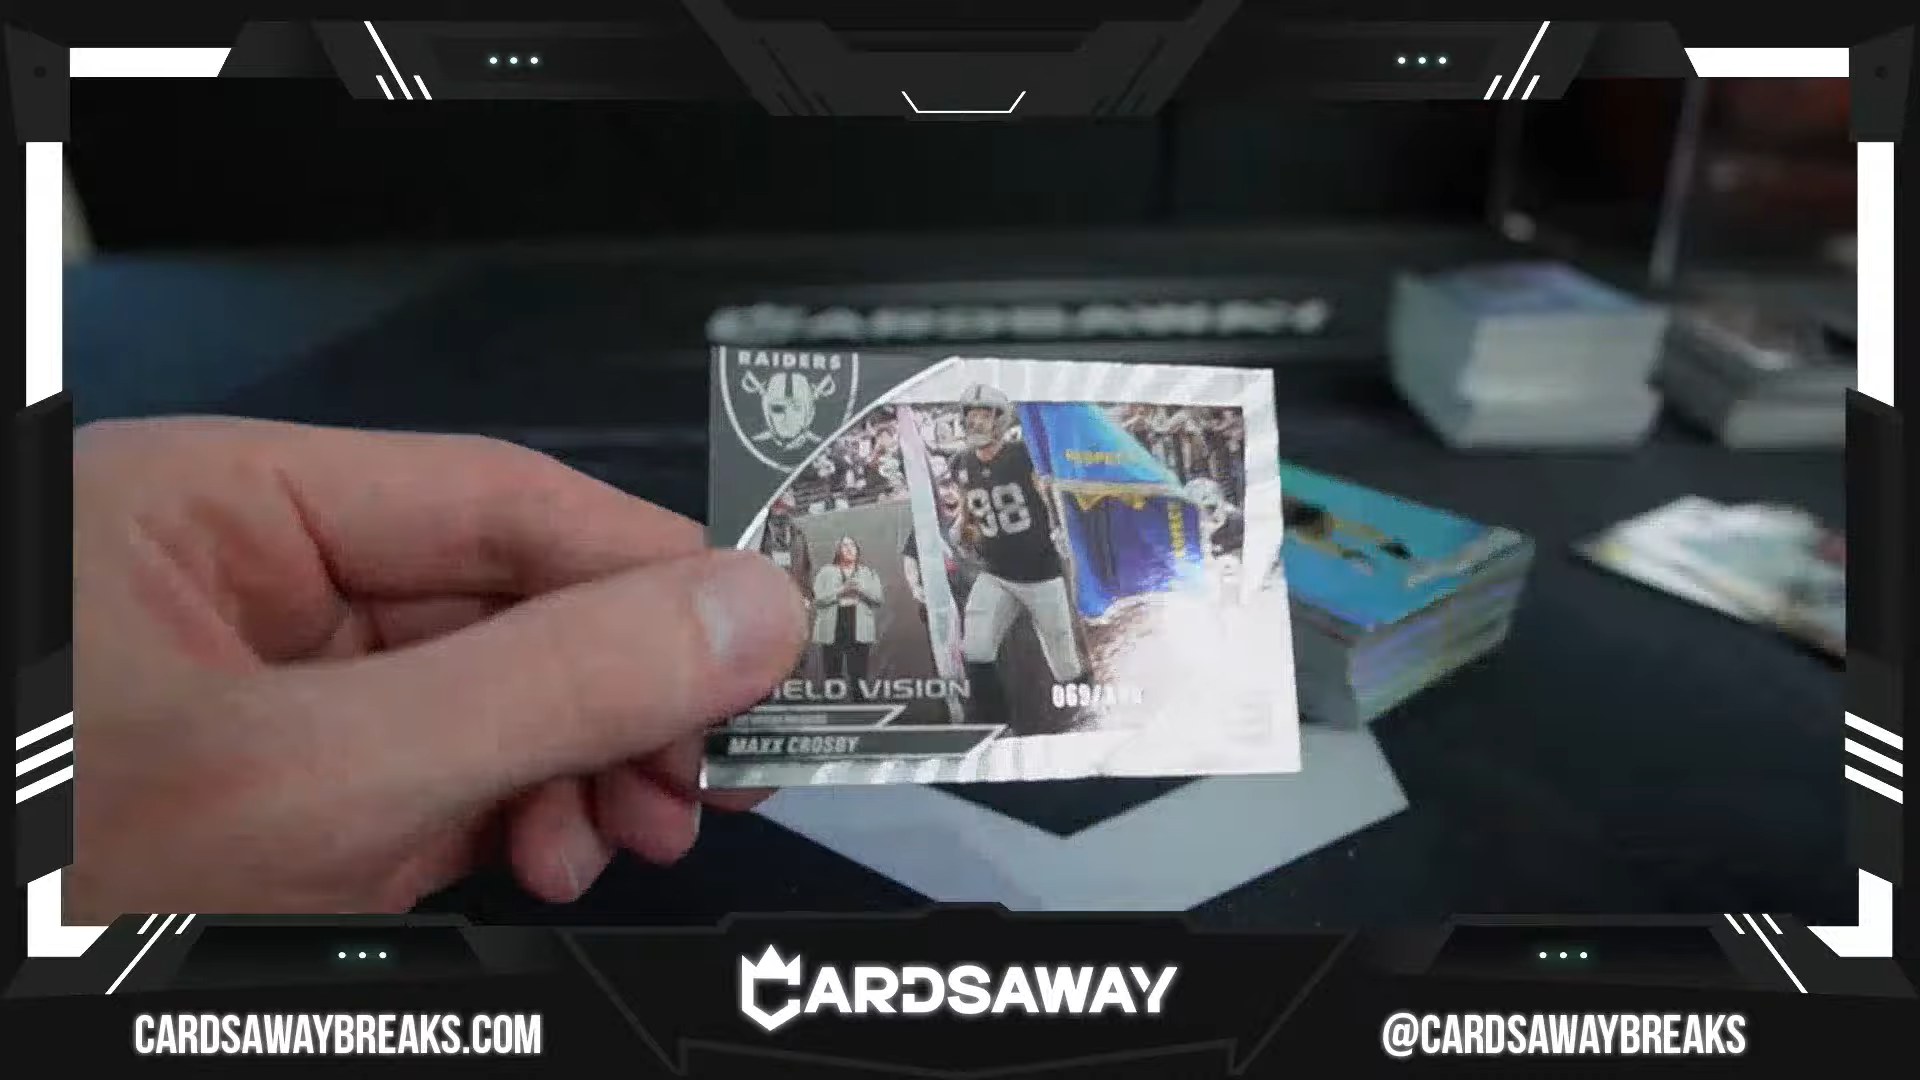 RAIDERS
98
IELD VISION
MAXX CROSBY
CARDSAWAY
CARDSAWAYBREAKS.COM
@CARDSAWAYBREAKS